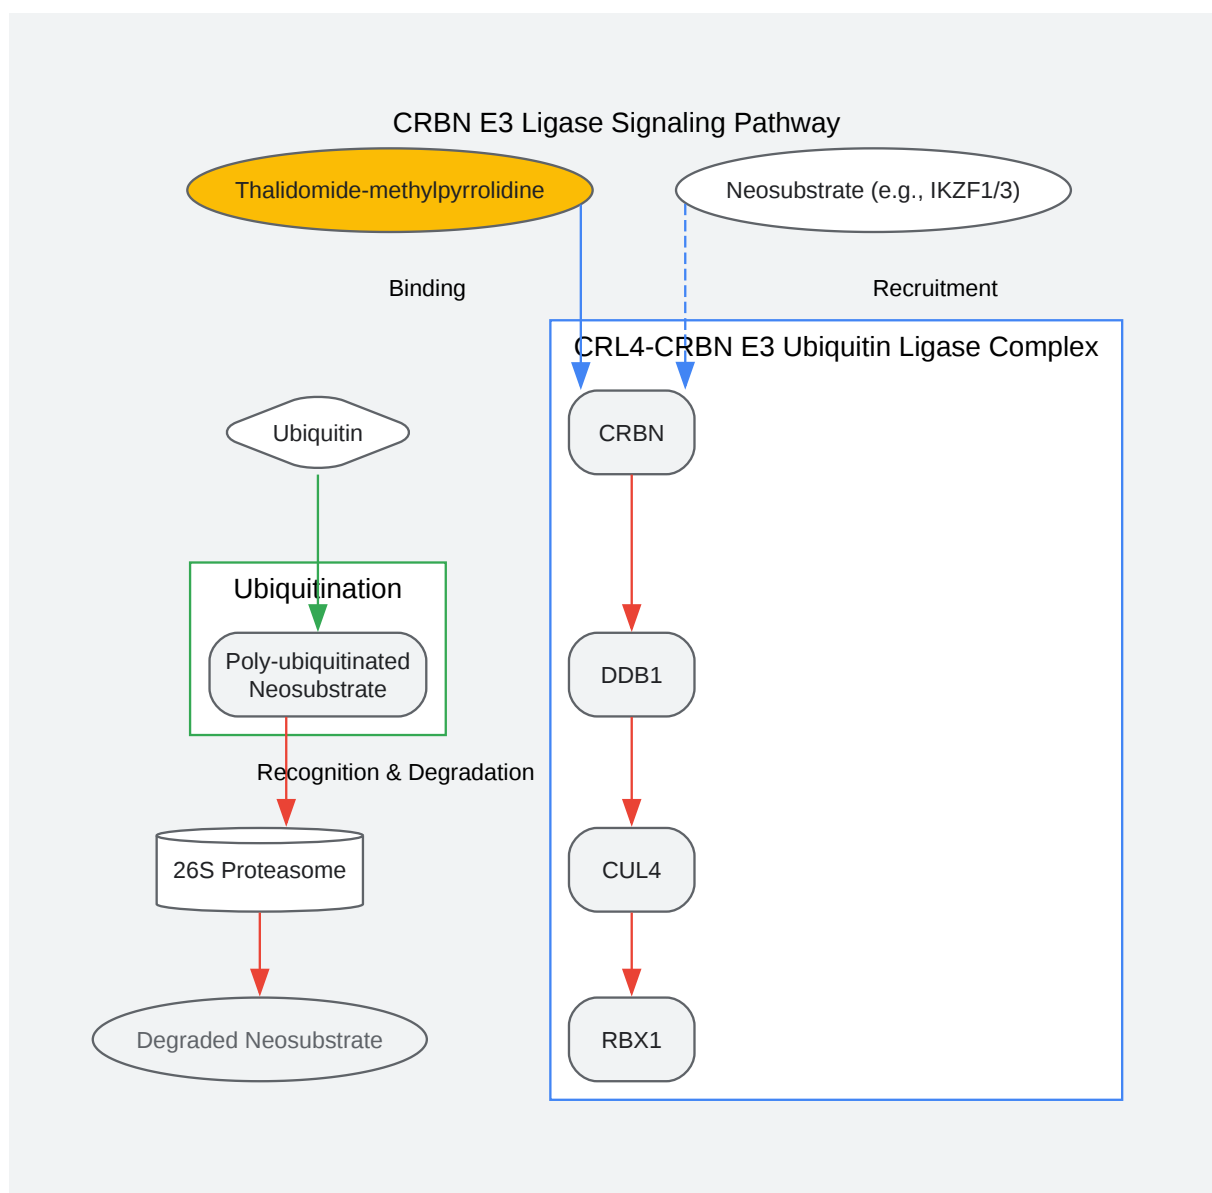 CRBN E3 Ligase Signaling Pathway
Thalidomide-methylpyrrolidine
Neosubstrate (e.g., IKZF1/3)
Binding
Recruitment
CRL4-CRBN E3 Ubiquitin Ligase Complex
Ubiquitin
CRBN
Ubiquitination
Poly-ubiquitinated
Neosubstrate
DDB1
Recognition & Degradation
26S Proteasome
CUL4
Degraded Neosubstrate
RBX1